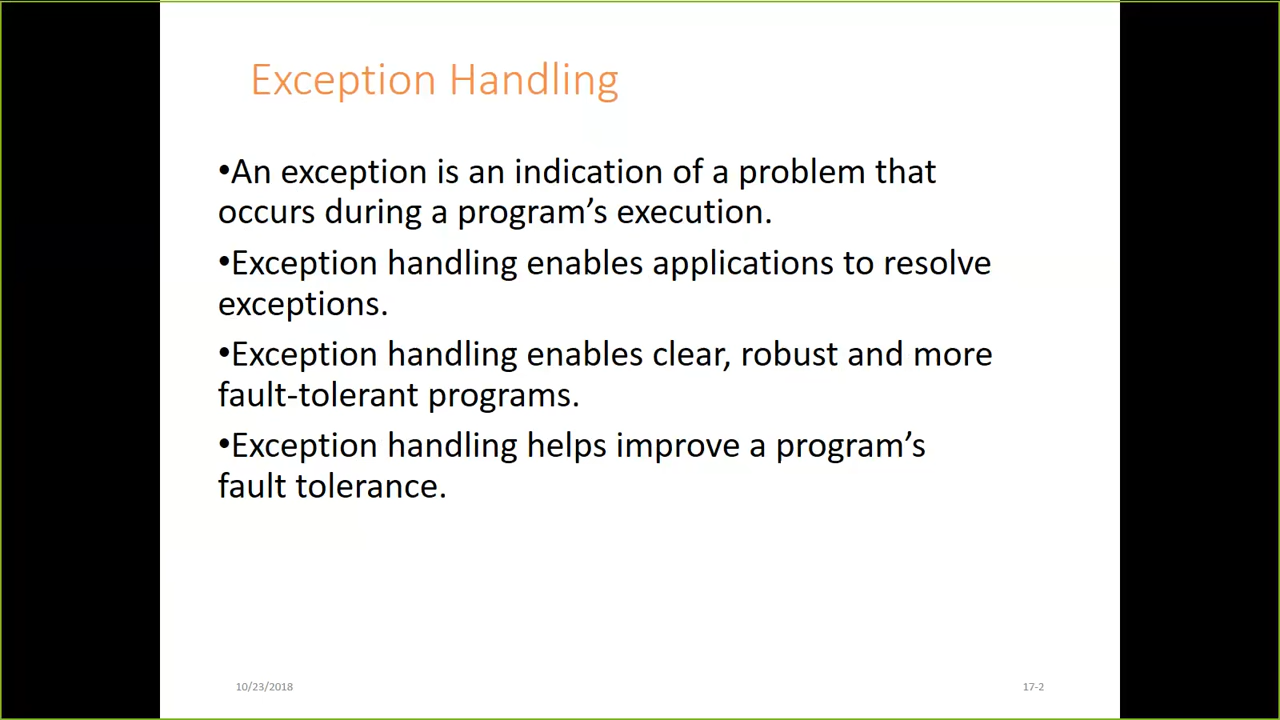 Exception Handling
•An exception is an indication of a problem that
occurs during a program’s execution.
•Exception handling enables applications to resolve
exceptions.
•Exception handling enables clear, robust and more
fault-tolerant programs.
•Exception handling helps improve a program’s
fault tolerance.
10/23/2018
17-2